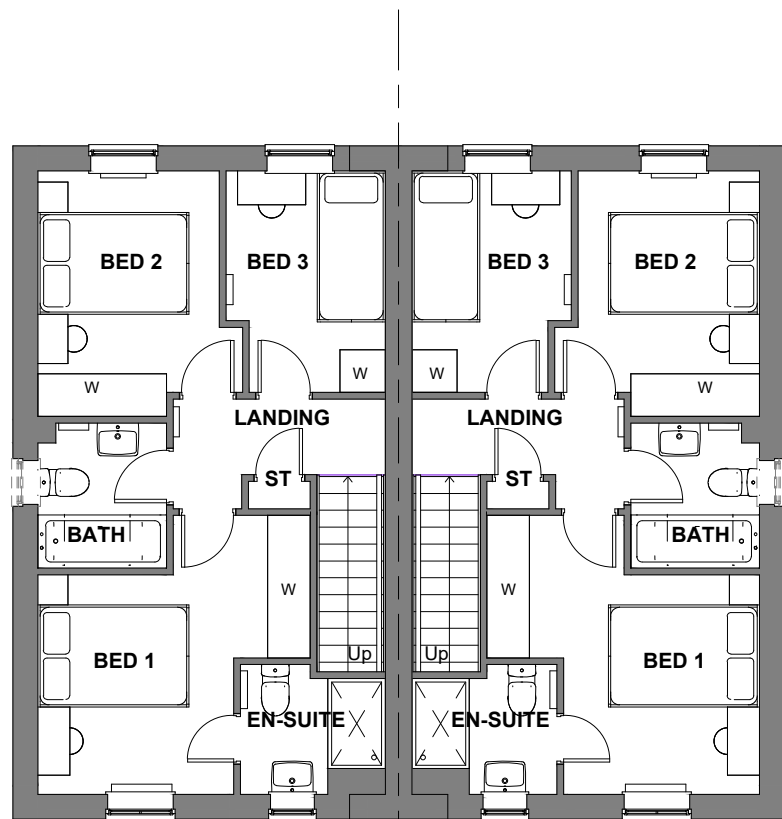 BED 2 BED 3 BED 3 BED 2
W W W W
LANDING LANDING
ST ST
BATH BATH
W W
BED 1 Up Up BED 1
EN-SUITE EN-SUITE